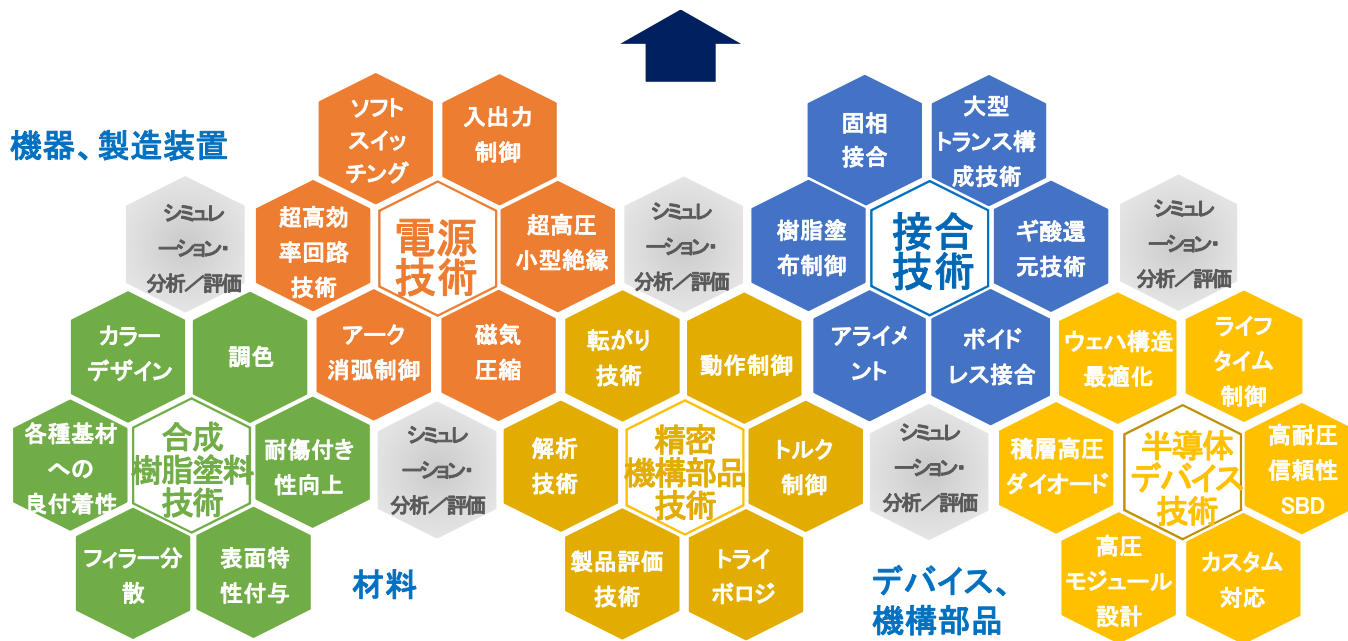 機器、製造装置
ソフト
スイッ
チング
入出力
制御
固相
接合
大型
トランス構
成技術
シミュレ
ーション・
分析／評価
超高効
率回路
技術
電源
技術
超高圧
小型絶縁
シミュレ
ーション・
分析／評価
樹脂塗
布制御
接合
技術
ギ酸還
元技術
シミュレ
ーション・
分析／評価
カラー
デザイン
調色
アーク
消弧制御
磁気
圧縮
転がり
技術
動作制御
アライメ
ント
ボイド
レス接合
ウェハ構造
最適化
ライフ
タイム
制御
各種基材
への
良付着性
合成
樹脂塗料
技術
耐傷付き
性向上
シミュレ
ーション・
分析／評価
解析
技術
精密
機構部品
技術
トルク
制御
シミュレ
ーション・
分析／評価
積層高圧
ダイオード
半導体
デバイス
技術
高耐圧
信頼性
SBD
フィラー分
散
表面特
性付与
材料
製品評価
技術
トライ
ボロジ
デバイス、
機構部品
高圧
モジュール
設計
カスタム
対応